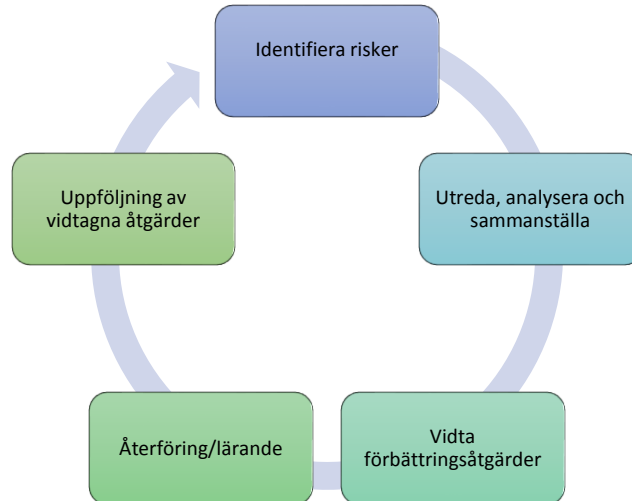 Identifiera risker
Utreda, analysera och
sammanställa
Vidta
förbättringsåtgärder
Återföring/lärande
Uppföljning av
vidtagna åtgärder